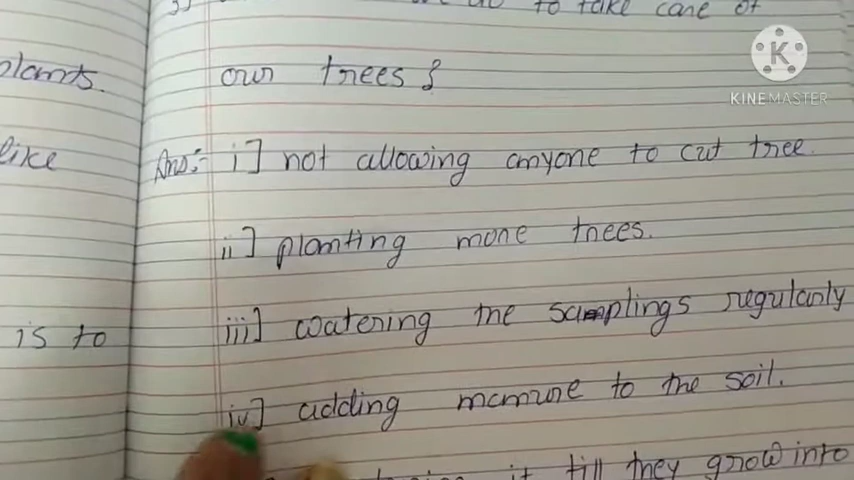 to take care of
plants.
our trees ?
K
KINEMASTER
like
Ans:- i] not allowing anyone to cut tree.
ii] planting more trees.
is to
iii] watering the samplings regularly
iv] adding manure to the soil.
it till they grow into